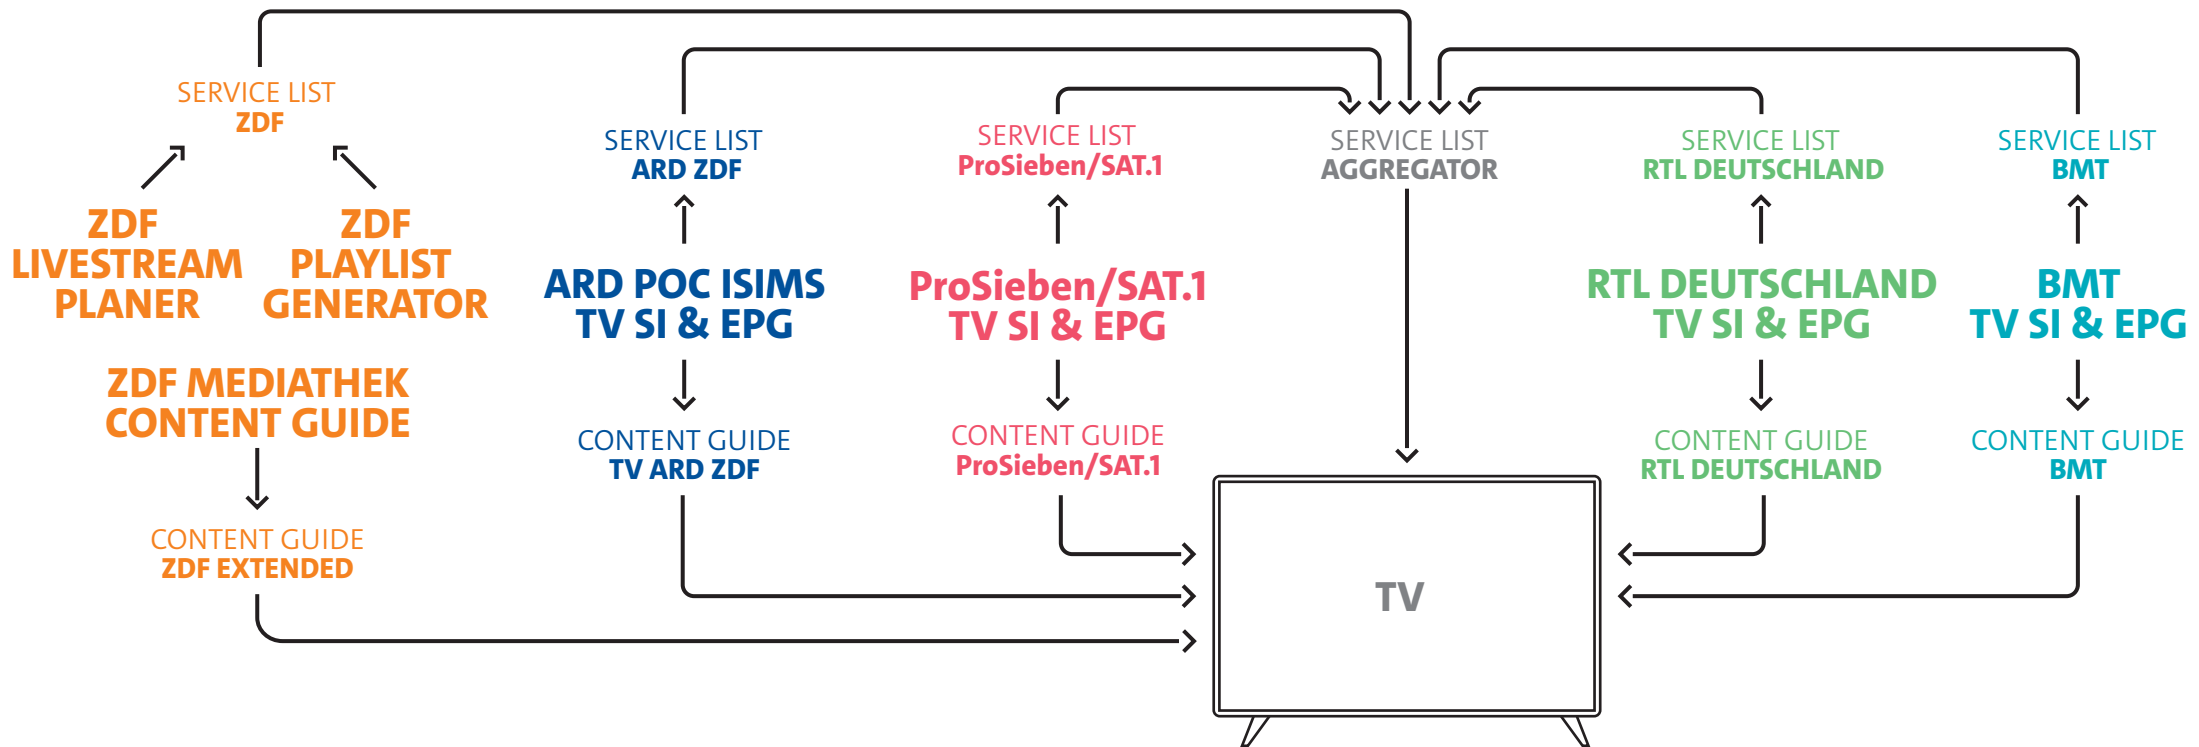 SERVICE LIST
ZDF
ZDF
LIVESTREAM
PLANER
ZDF
PLAYLIST
GENERATOR
ZDF MEDIATHEK
CONTENT GUIDE
CONTENT GUIDE
ZDF EXTENDED
SERVICE LIST
ARD ZDF
ARD POC ISIMS
TV SI & EPG
CONTENT GUIDE
TV ARD ZDF
SERVICE LIST
ProSieben/SAT.1
ProSieben/SAT.1
TV SI & EPG
CONTENT GUIDE
ProSieben/SAT.1
SERVICE LIST
AGGREGATOR
TV
SERVICE LIST
RTL DEUTSCHLAND
RTL DEUTSCHLAND
TV SI & EPG
CONTENT GUIDE
RTL DEUTSCHLAND
SERVICE LIST
BMT
BMT
TV SI & EPG
CONTENT GUIDE
BMT